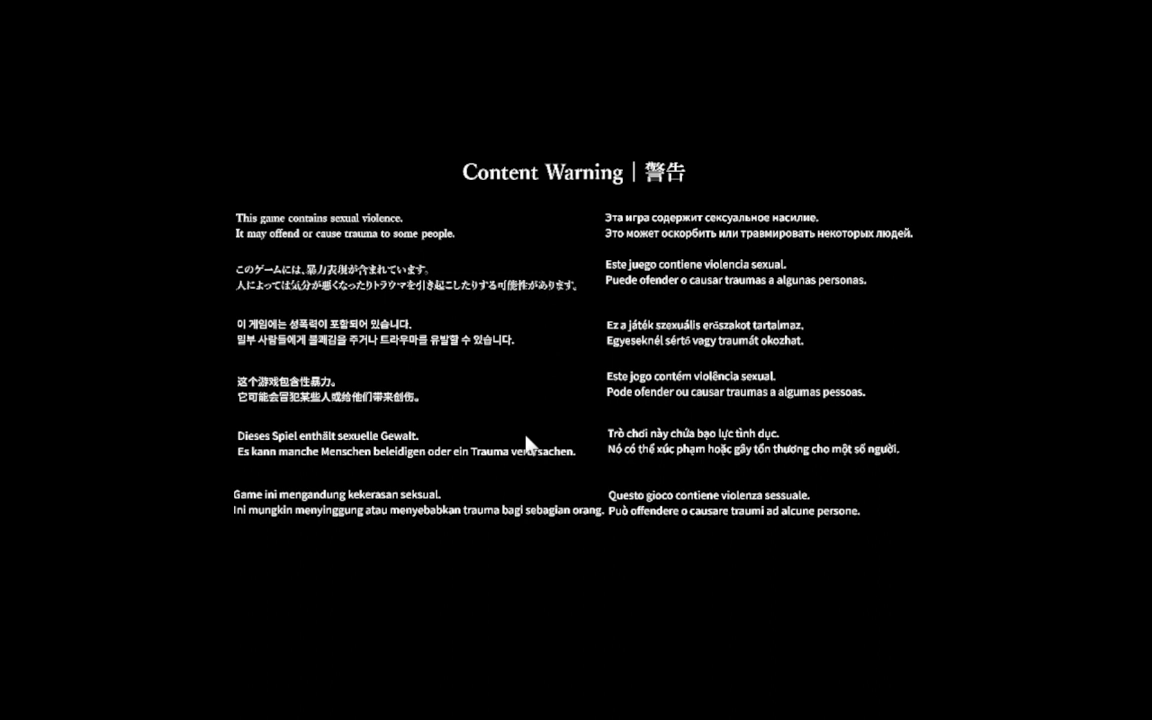 Content Warning | 警告
This game contains sexual violence.
It may offend or cause trauma to some people.
このゲームには、暴力表現が含まれています。
人によっては気分が悪くなったりトラウマを引き起こしたりする可能性があります。
이 게임에는 성폭력이 포함되어 있습니다.
일부 사람들에게 불쾌감을 주거나 트라우마를 유발할 수 있습니다.
这个游戏包含性暴力。
它可能会冒犯某些人或给他们带来创伤。
Dieses Spiel enthält sexuelle Gewalt.
Es kann manche Menschen beleidigen oder ein Trauma verursachen.
Game ini mengandung kekerasan seksual.
Ini mungkin menyinggung atau menyebabkan trauma bagi sebagian orang.
Эта игра содержит сексуальное насилие.
Это может оскорбить или травмировать некоторых людей.
Este juego contiene violencia sexual.
Puede ofender o causar traumas a algunas personas.
Ez a játék szexuális erőszakot tartalmaz.
Egyeseknél sértő vagy traumát okozhat.
Este jogo contém violência sexual.
Pode ofender ou causar traumas a algumas pessoas.
Trò chơi này chứa bạo lực tình dục.
Nó có thể xúc phạm hoặc gây tổn thương cho một số người.
Questo gioco contiene violenza sessuale.
Può offendere o causare traumi ad alcune persone.